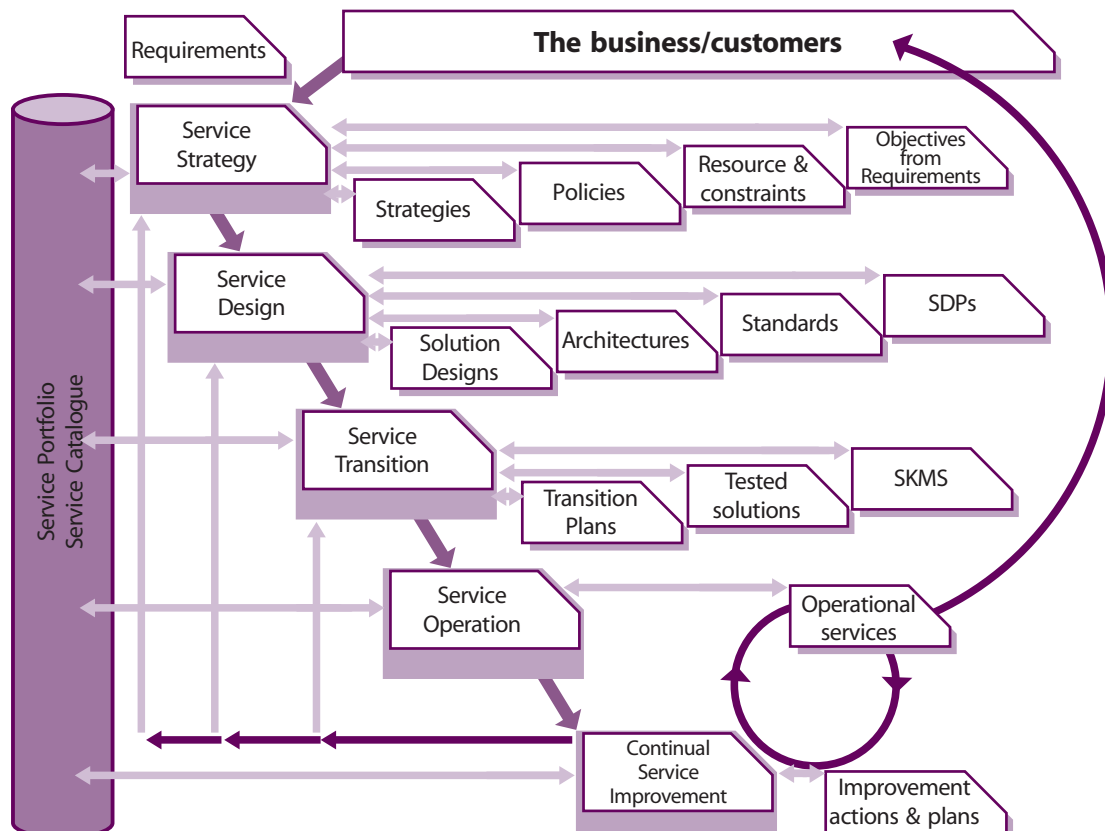 Requirements
The business/customers
Service
Strategy
Objectives
from
Requirements
Resource &
constraints
Policies
Strategies
Service
Design
SDPs
Standards
Architectures
Solution
Designs
Service Portfolio
Service Catalogue
Service
Transition
SKMS
Tested
solutions
Transition
Plans
Service
Operation
Operational
services
Continual
Service
Improvement
Improvement
actions & plans